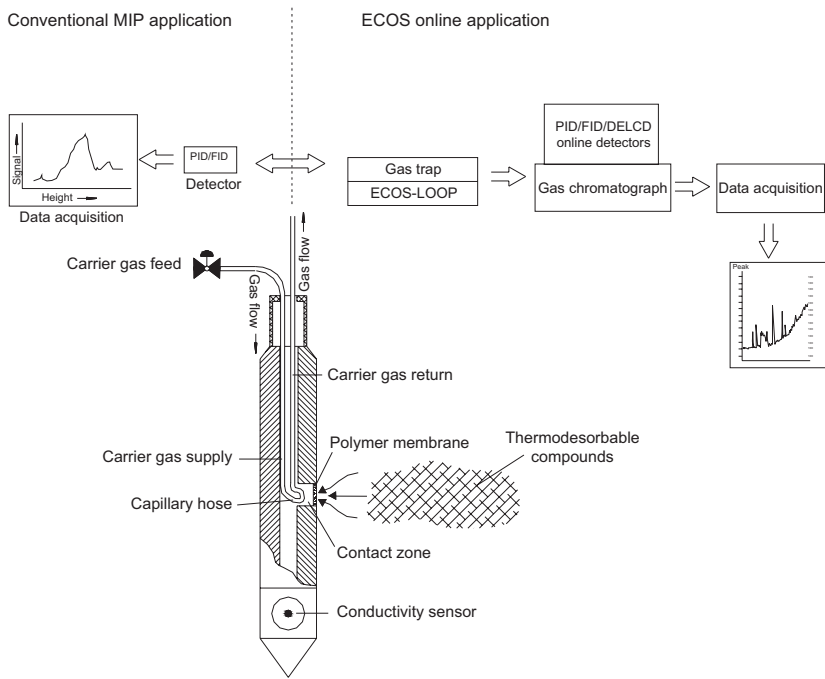 Conventional MIP application
ECOS online application
Signal
Height
Data acquisition
PID/FID
Detector
Gas trap
ECOS-LOOP
PID/FID/DELCD
online detectors
Gas chromatograph
Data acquisition
Peak
Carrier gas feed
Gas flow
Gas flow
Carrier gas return
Polymer membrane
Thermodesorbable
compounds
Carrier gas supply
Capillary hose
Contact zone
Conductivity sensor